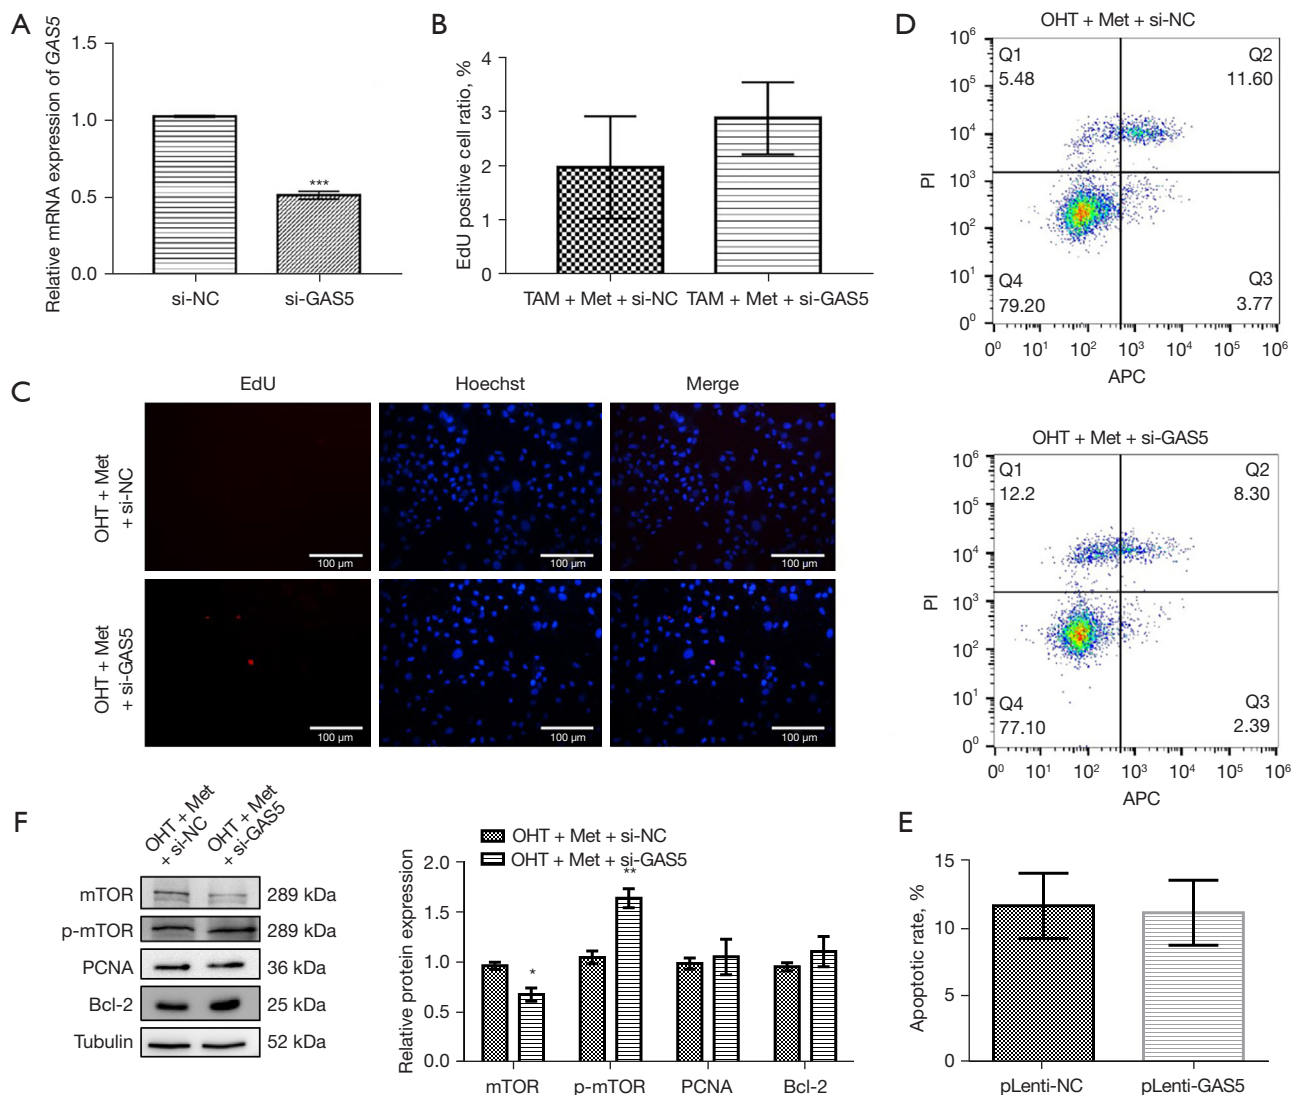 A
Relative mRNA expression of GAS5
1.5
1.0
0.5
0.0
***
si-NC
si-GAS5
B
EdU positive cell ratio, %
4
3
2
1
0
TAM + Met + si-NC
TAM + Met + si-GAS5
C
EdU
Hoechst
Merge
OHT + Met
+ si-NC
100 μm
100 μm
100 μm
OHT + Met
+ si-GAS5
100 μm
100 μm
100 μm
D
OHT + Met + si-NC
PI
10⁶
10⁵
10⁴
10³
10²
10¹
10⁰
Q1
5.48
Q2
11.60
Q4
79.20
Q3
3.77
10⁰ 10¹ 10² 10³ 10⁴ 10⁵ 10⁶
APC
OHT + Met + si-GAS5
PI
10⁶
10⁵
10⁴
10³
10²
10¹
10⁰
Q1
12.2
Q2
8.30
Q4
77.10
Q3
2.39
10⁰ 10¹ 10² 10³ 10⁴ 10⁵ 10⁶
APC
F
OHT + Met
+ si-NC
OHT + Met
+ si-GAS5
mTOR 289 kDa
p-mTOR 289 kDa
PCNA 36 kDa
Bcl-2 25 kDa
Tubulin 52 kDa
OHT + Met + si-NC
OHT + Met + si-GAS5
Relative protein expression
2.0
1.5
1.0
0.5
0.0
*
**
mTOR
p-mTOR
PCNA
Bcl-2
E
Apoptotic rate, %
15
10
5
0
pLenti-NC
pLenti-GAS5